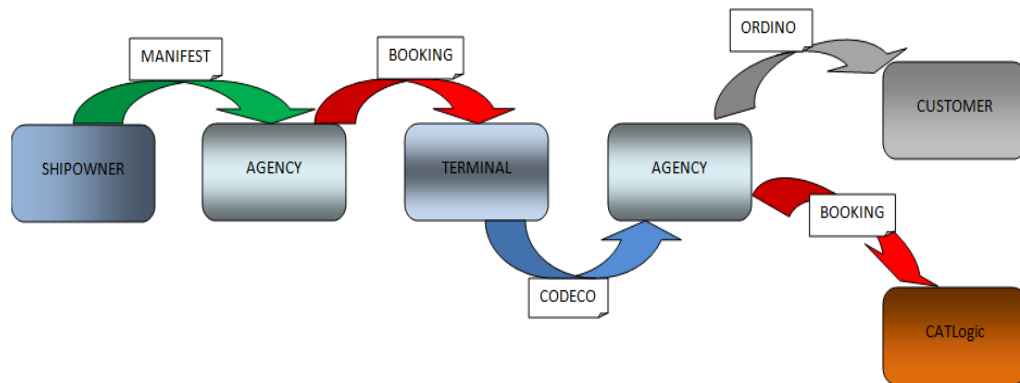 ORDINO
MANIFEST
BOOKING
CUSTOMER
SHIPOWNER
AGENCY
TERMINAL
AGENCY
BOOKING
CODECO
CATLogic